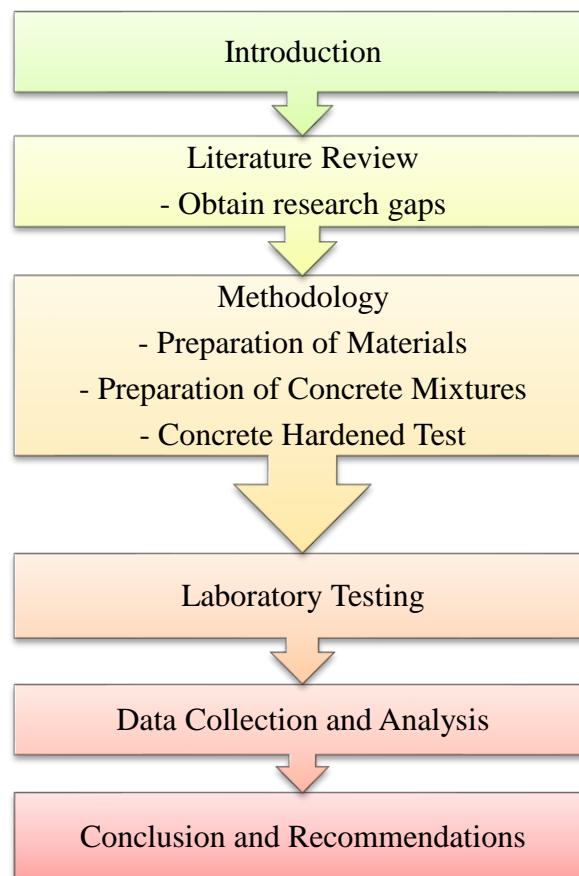 Introduction
Literature Review
- Obtain research gaps
Methodology
- Preparation of Materials
- Preparation of Concrete Mixtures
- Concrete Hardened Test
Laboratory Testing
Data Collection and Analysis
Conclusion and Recommendations